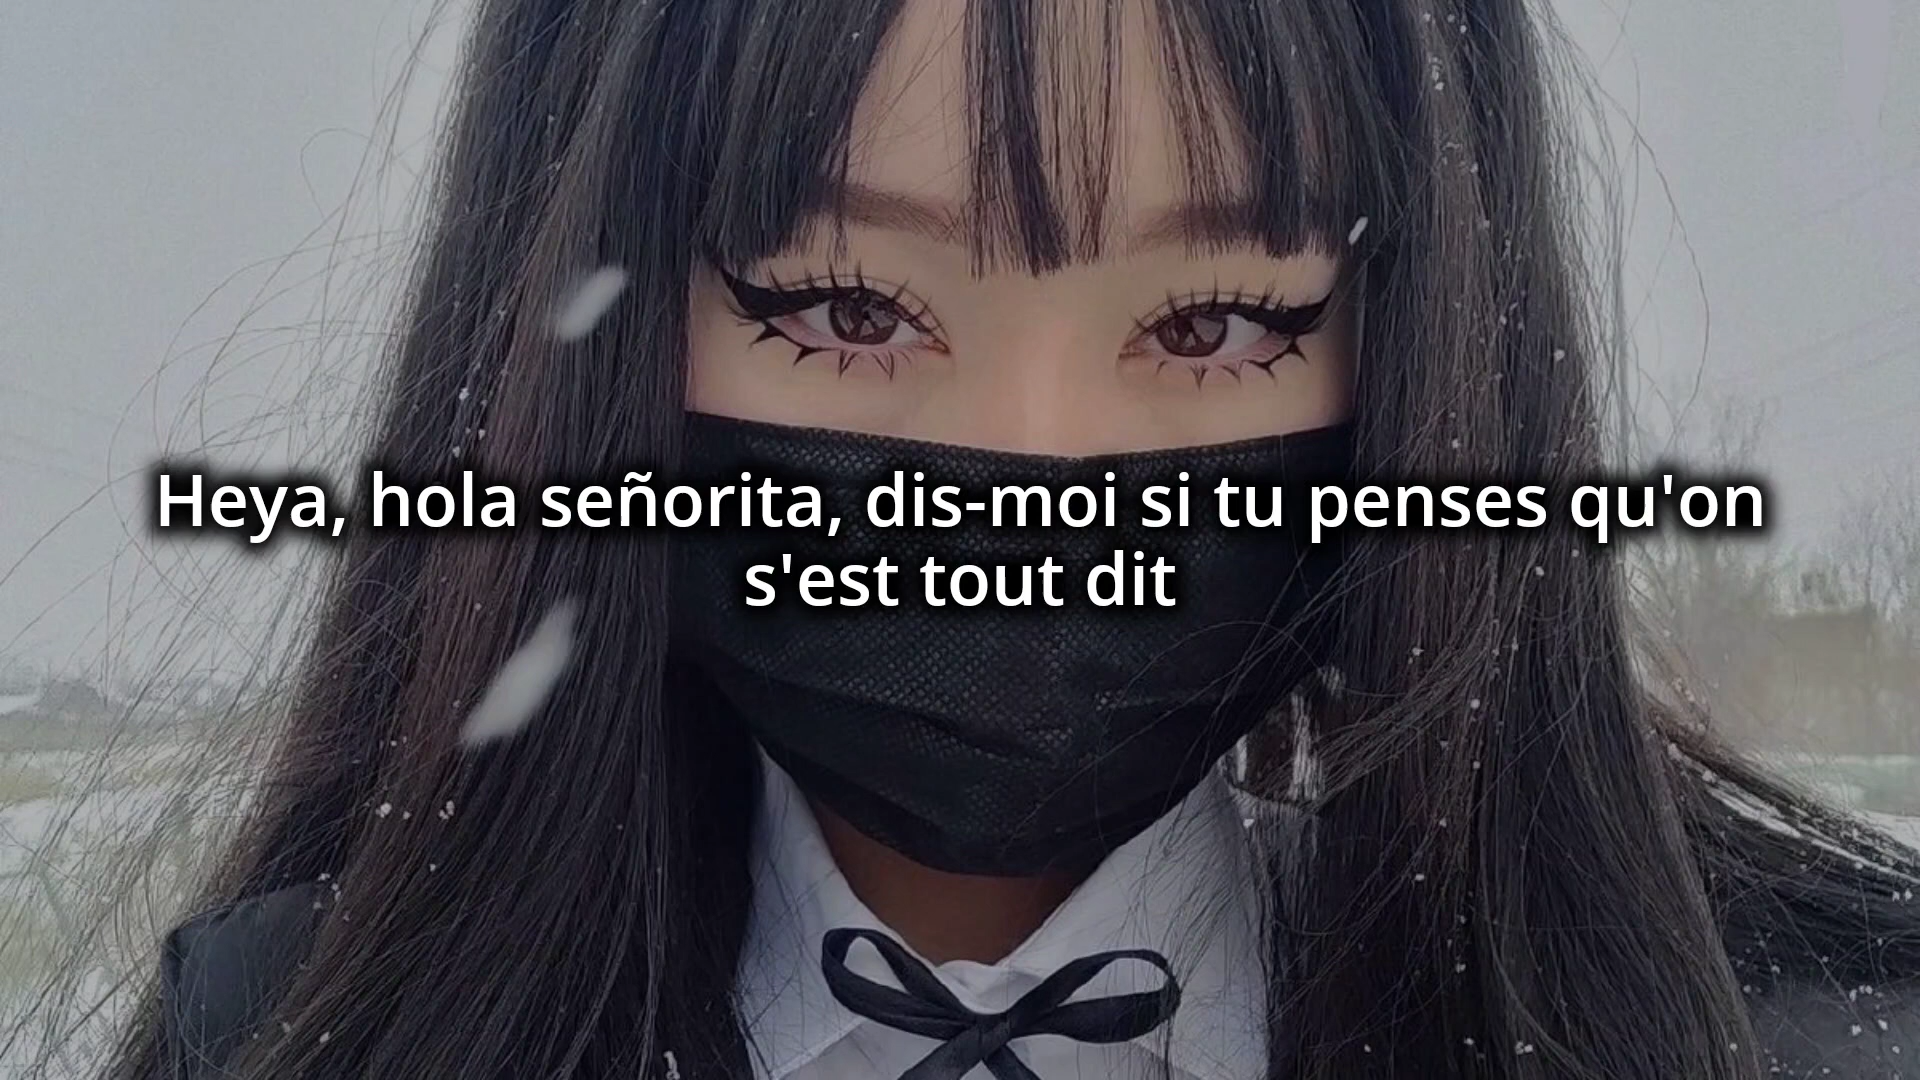 Heya, hola señorita, dis-moi si tu penses qu'on
s'est tout dit